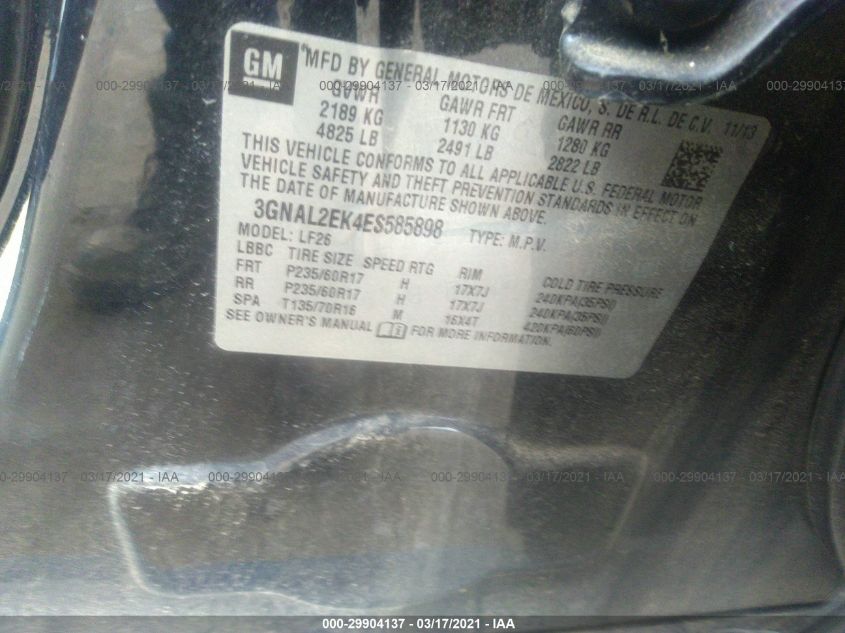 GM
MFD BY GENERAL MOTORS DE MEXICO, S. DE R.L. DE C.V. 11/13
GVWR GAWR FRT GAWR RR
2189 KG 1130 KG 1280 KG
4825 LB 2491 LB 2822 LB
THIS VEHICLE CONFORMS TO ALL APPLICABLE U.S. FEDERAL MOTOR
VEHICLE SAFETY AND THEFT PREVENTION STANDARDS IN EFFECT ON
THE DATE OF MANUFACTURE SHOWN ABOVE.
3GNAL2EK4ES585898 TYPE: M.P.V.
MODEL: LF26
LBBC TIRE SIZE SPEED RTG RIM COLD TIRE PRESSURE
FRT P235/60R17 H 17X7J 240KPA(35PSI)
RR P235/60R17 H 17X7J 240KPA(35PSI)
SPA T135/70R16 M 16X4T 420KPA(60PSI)
SEE OWNER'S MANUAL FOR MORE INFORMATION.
000-29904137 - 03/17/2021 - IAA